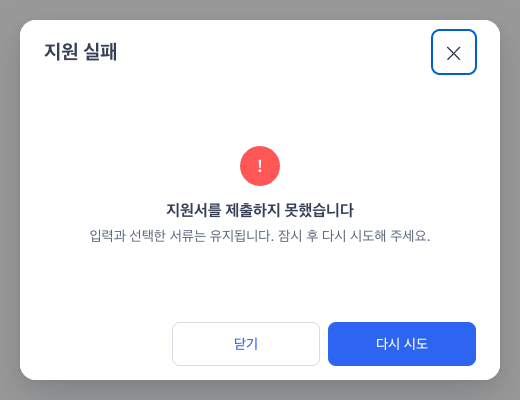 지원 실패
!
지원서를 제출하지 못했습니다
입력과 선택한 서류는 유지됩니다. 잠시 후 다시 시도해 주세요.
닫기
다시 시도